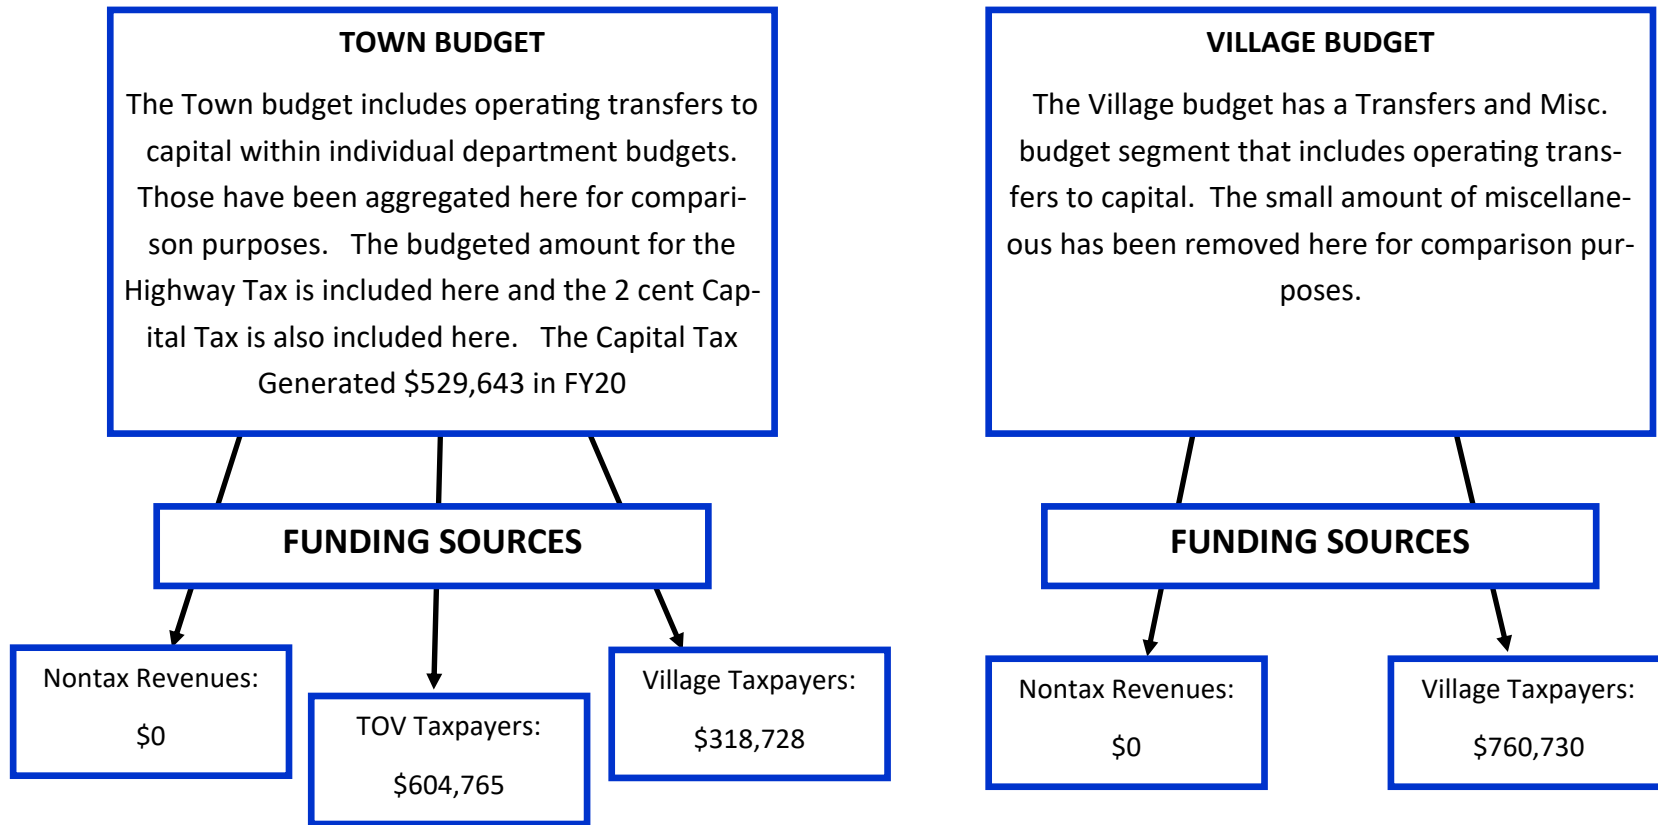 TOWN BUDGET
The Town budget includes operating transfers to
capital within individual department budgets.
Those have been aggregated here for compari-
son purposes.   The budgeted amount for the
Highway Tax is included here and the 2 cent Cap-
ital Tax is also included here.   The Capital Tax
Generated $529,643 in FY20
FUNDING SOURCES
Nontax Revenues:
$0
TOV Taxpayers:
$604,765
Village Taxpayers:
$318,728
VILLAGE BUDGET
The Village budget has a Transfers and Misc.
budget segment that includes operating trans-
fers to capital.  The small amount of miscellane-
ous has been removed here for comparison pur-
poses.
FUNDING SOURCES
Nontax Revenues:
$0
Village Taxpayers:
$760,730